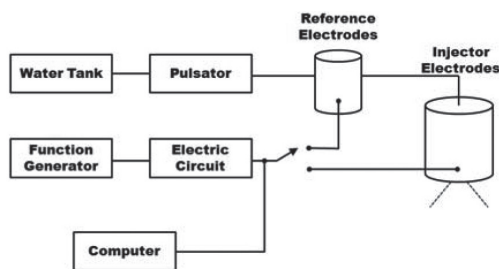 Reference
Electrodes
Injector
Electrodes
Water Tank
Pulsator
Function
Generator
Electric
Circuit
Computer